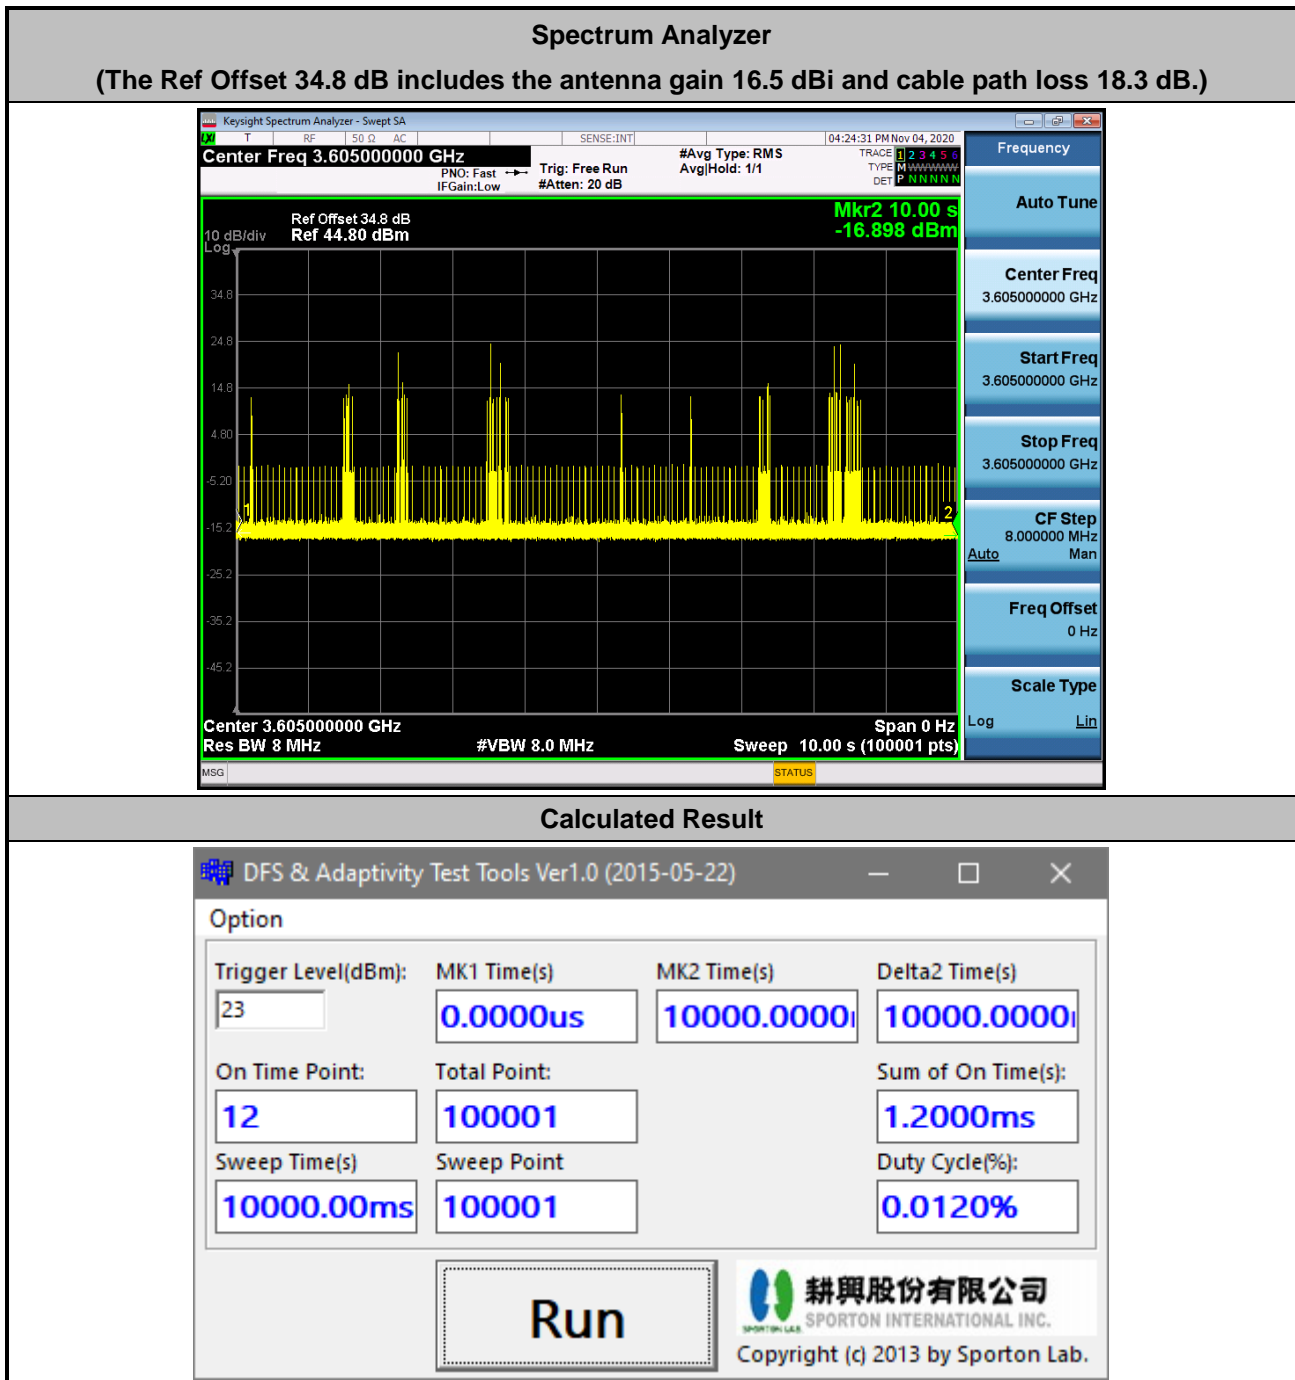 Spectrum Analyzer
(The Ref Offset 34.8 dB includes the antenna gain 16.5 dBi and cable path loss 18.3 dB.)
Keysight Spectrum Analyzer - Swept SA
LXI T RF 50 Ω AC SENSE:INT 04:24:31 PM Nov 04, 2020
Center Freq 3.605000000 GHz
PNO: Fast
IFGain:Low
Trig: Free Run
#Atten: 20 dB
#Avg Type: RMS
Avg|Hold: 1/1
TRACE 1 2 3 4 5 6
TYPE M W W W W W
DET P N N N N N
Ref Offset 34.8 dB
10 dB/div Ref 44.80 dBm
Log
Mkr2 10.00 s
-16.898 dBm
34.8
24.8
14.8
4.80
-5.20
-15.2
-25.2
-35.2
-45.2
1
2
Center 3.605000000 GHz Span 0 Hz
Res BW 8 MHz #VBW 8.0 MHz Sweep 10.00 s (100001 pts)
MSG STATUS
Frequency
Auto Tune
Center Freq
3.605000000 GHz
Start Freq
3.605000000 GHz
Stop Freq
3.605000000 GHz
CF Step
8.000000 MHz
Auto Man
Freq Offset
0 Hz
Scale Type
Log Lin
Calculated Result
DFS & Adaptivity Test Tools Ver1.0 (2015-05-22)
Option
Trigger Level(dBm): MK1 Time(s) MK2 Time(s) Delta2 Time(s)
23 0.0000us 10000.0000 10000.0000
On Time Point: Total Point: Sum of On Time(s):
12 100001 1.2000ms
Sweep Time(s) Sweep Point Duty Cycle(%):
10000.00ms 100001 0.0120%
Run
耕興股份有限公司
SPORTON LAB. SPORTON INTERNATIONAL INC.
Copyright (c) 2013 by Sporton Lab.